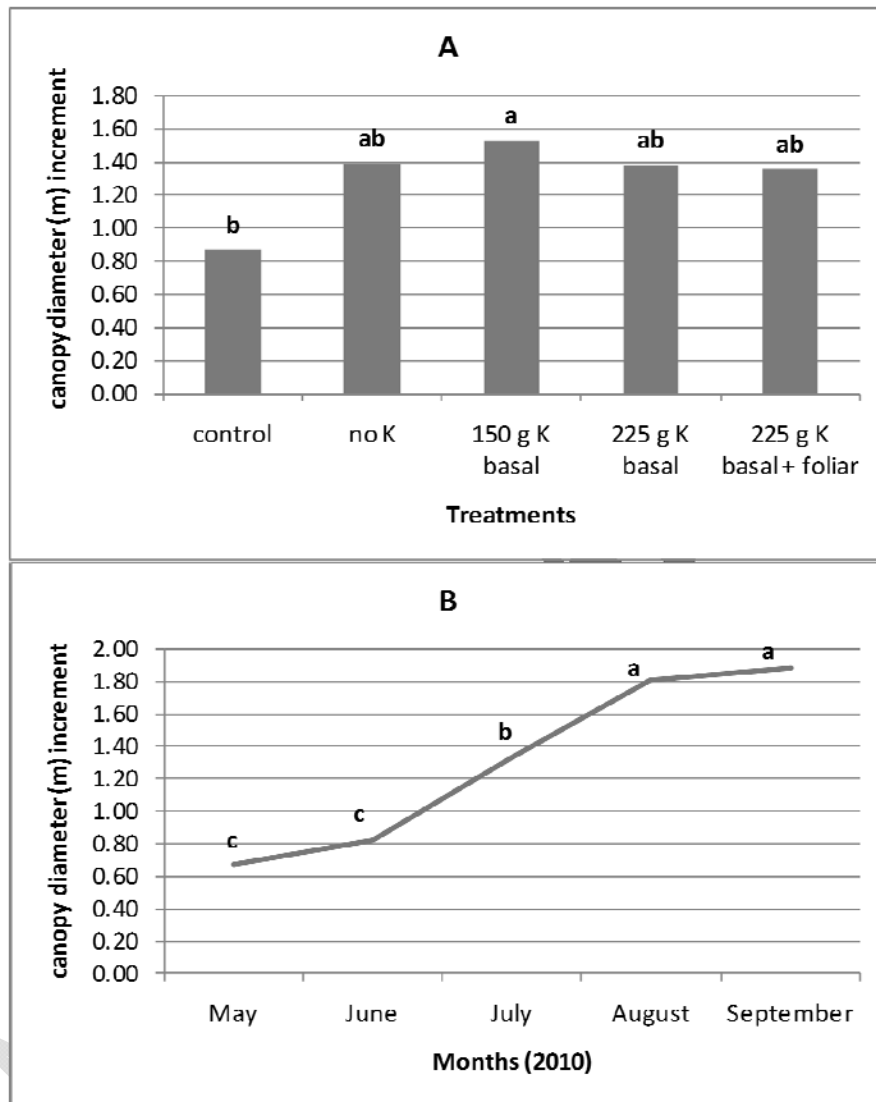 A
canopy diameter (m) increment
1.80
1.60
1.40
1.20
1.00
0.80
0.60
0.40
0.20
0.00
b
ab
a
ab
ab
control
no K
150 g K
basal
225 g K
basal
225 g K
basal + foliar
Treatments
B
canopy diameter (m) increment
2.00
1.80
1.60
1.40
1.20
1.00
0.80
0.60
0.40
0.20
0.00
c
c
b
a
a
May
June
July
August
September
Months (2010)